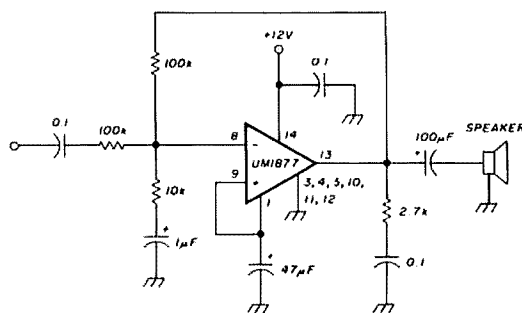 +12V
100k
0.1
0.1
100k
8
14
13
UM1877
9
1
3, 4, 5, 10,
11, 12
10k
+
1µF
+
47µF
100µF
+
SPEAKER
2.7k
0.1